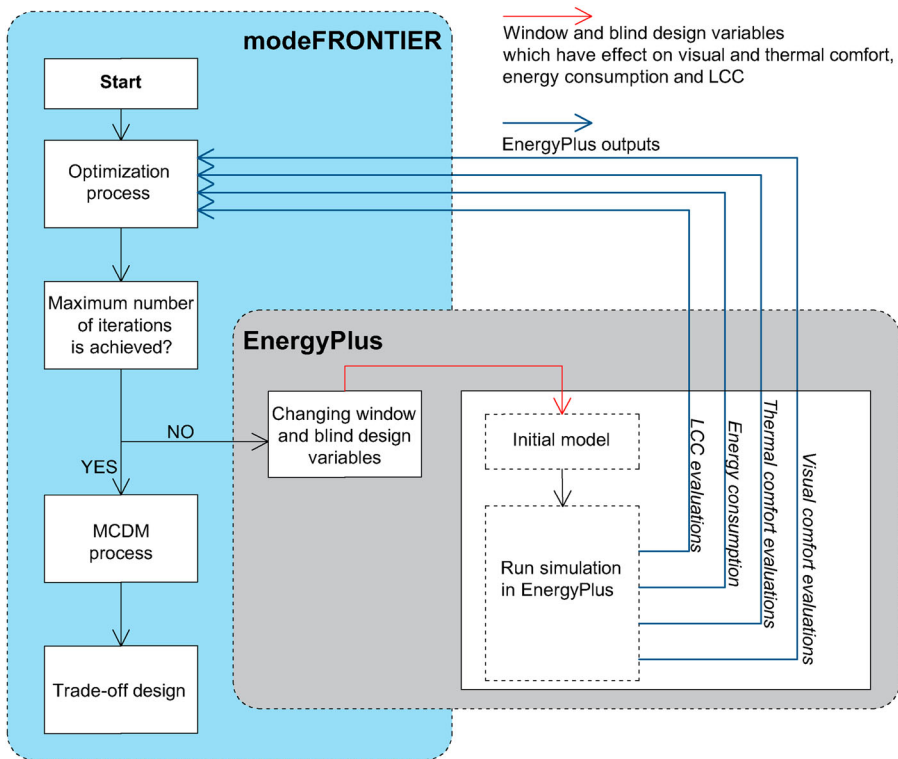 modeFRONTIER
Start
Optimization
process
Maximum number
of iterations
is achieved?
NO
YES
MCDM
process
Trade-off design
Window and blind design variables
which have effect on visual and thermal comfort,
energy consumption and LCC
EnergyPlus outputs
EnergyPlus
Changing window
and blind design
variables
Initial model
Run simulation
in EnergyPlus
LCC evaluations
Energy consumption
Thermal comfort evaluations
Visual comfort evaluations